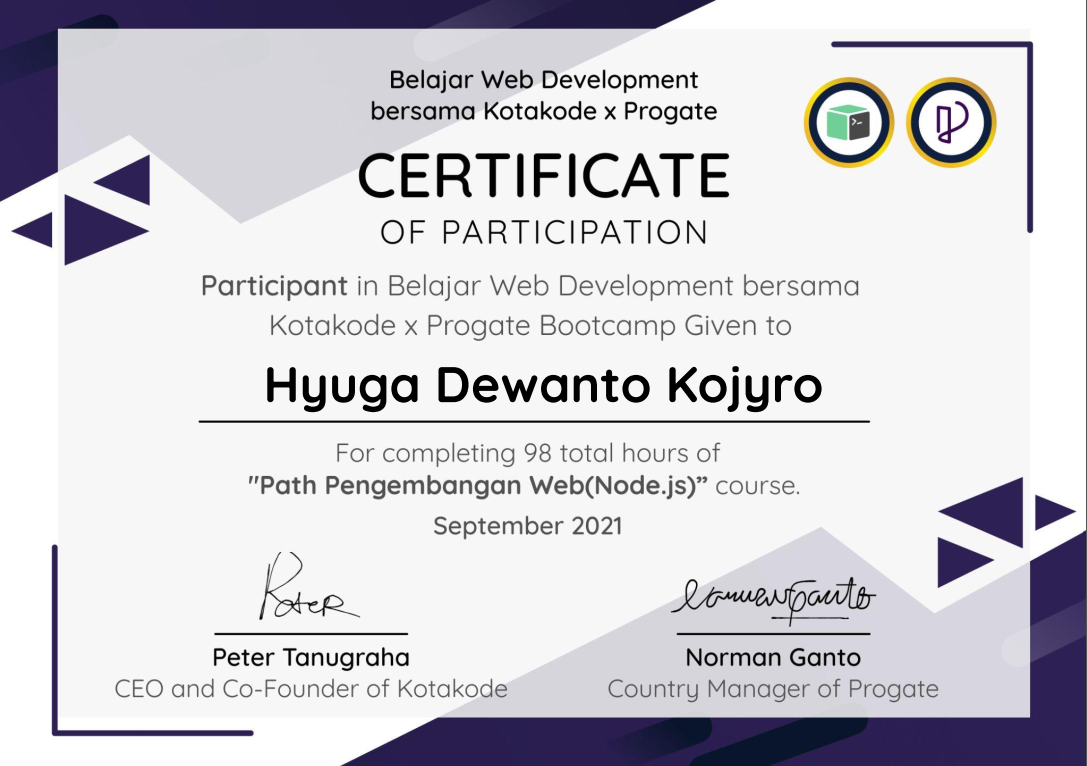 Belajar Web Development
bersama Kotakode x Progate
CERTIFICATE
OF PARTICIPATION
Participant in Belajar Web Development bersama
Kotakode x Progate Bootcamp Given to
Hyuga Dewanto Kojyro
For completing 98 total hours of
"Path Pengembangan Web(Node.js)” course.
September 2021
Peter Tanugraha
CEO and Co-Founder of Kotakode
Norman Ganto
Country Manager of Progate